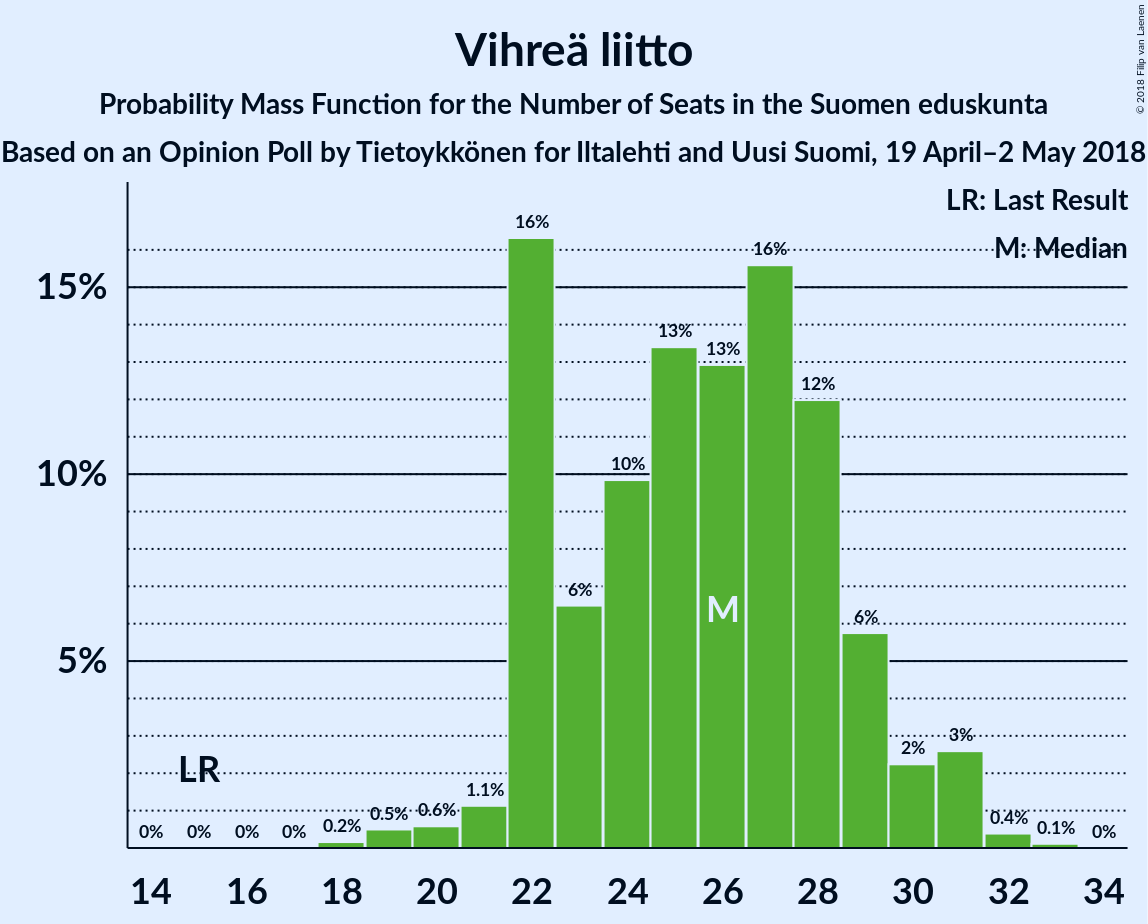 Vihreä liitto
Probability Mass Function for the Number of Seats in the Suomen eduskunta
Based on an Opinion Poll by Tietoykkönen for Iltalehti and Uusi Suomi, 19 April–2 May 2018
© 2018 Filip van Laenen
LR: Last Result
M: Median
15%
10%
5%
LR
M
0% 0% 0% 0% 0.2% 0.5% 0.6% 1.1% 16% 6% 10% 13% 13% 16% 12% 6% 2% 3% 0.4% 0.1% 0%
14 16 18 20 22 24 26 28 30 32 34